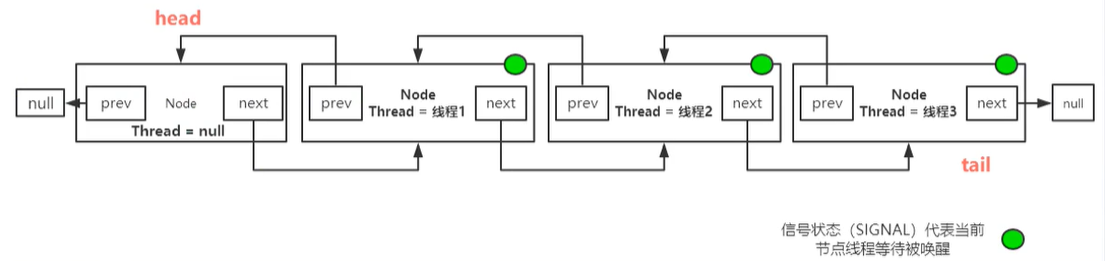 head
null
prev
Node
next
Thread = null
prev
Node
Thread = 线程1
next
prev
Node
Thread = 线程2
next
prev
Node
Thread = 线程3
next
null
tail
信号状态（SIGNAL）代表当前
节点线程等待被唤醒